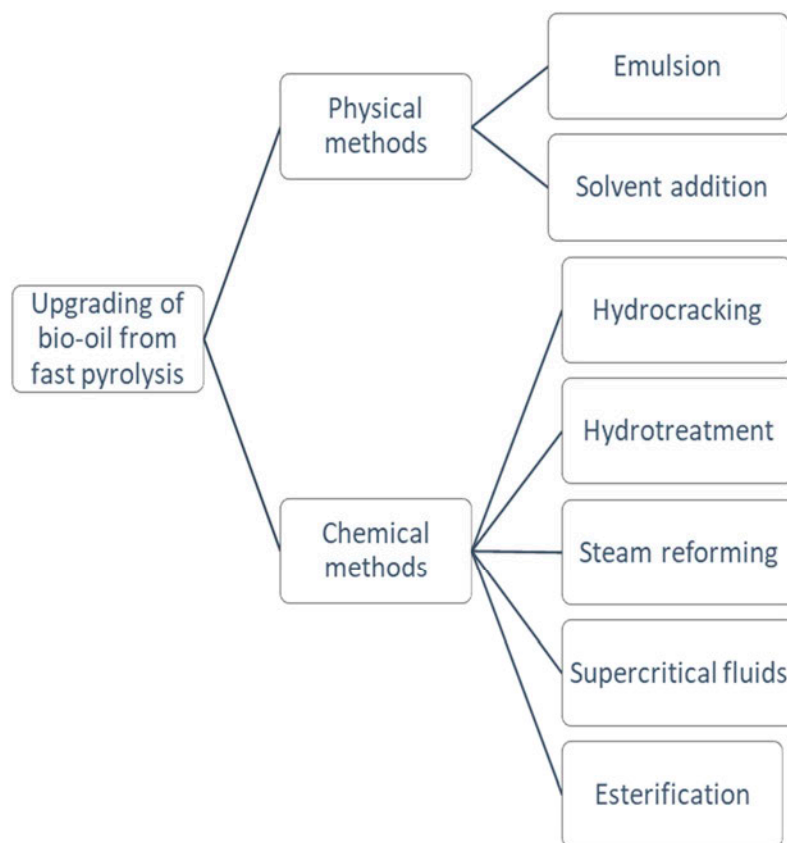 Upgrading of
bio-oil from
fast pyrolysis
Physical
methods
Emulsion
Solvent addition
Chemical
methods
Hydrocracking
Hydrotreatment
Steam reforming
Supercritical fluids
Esterification